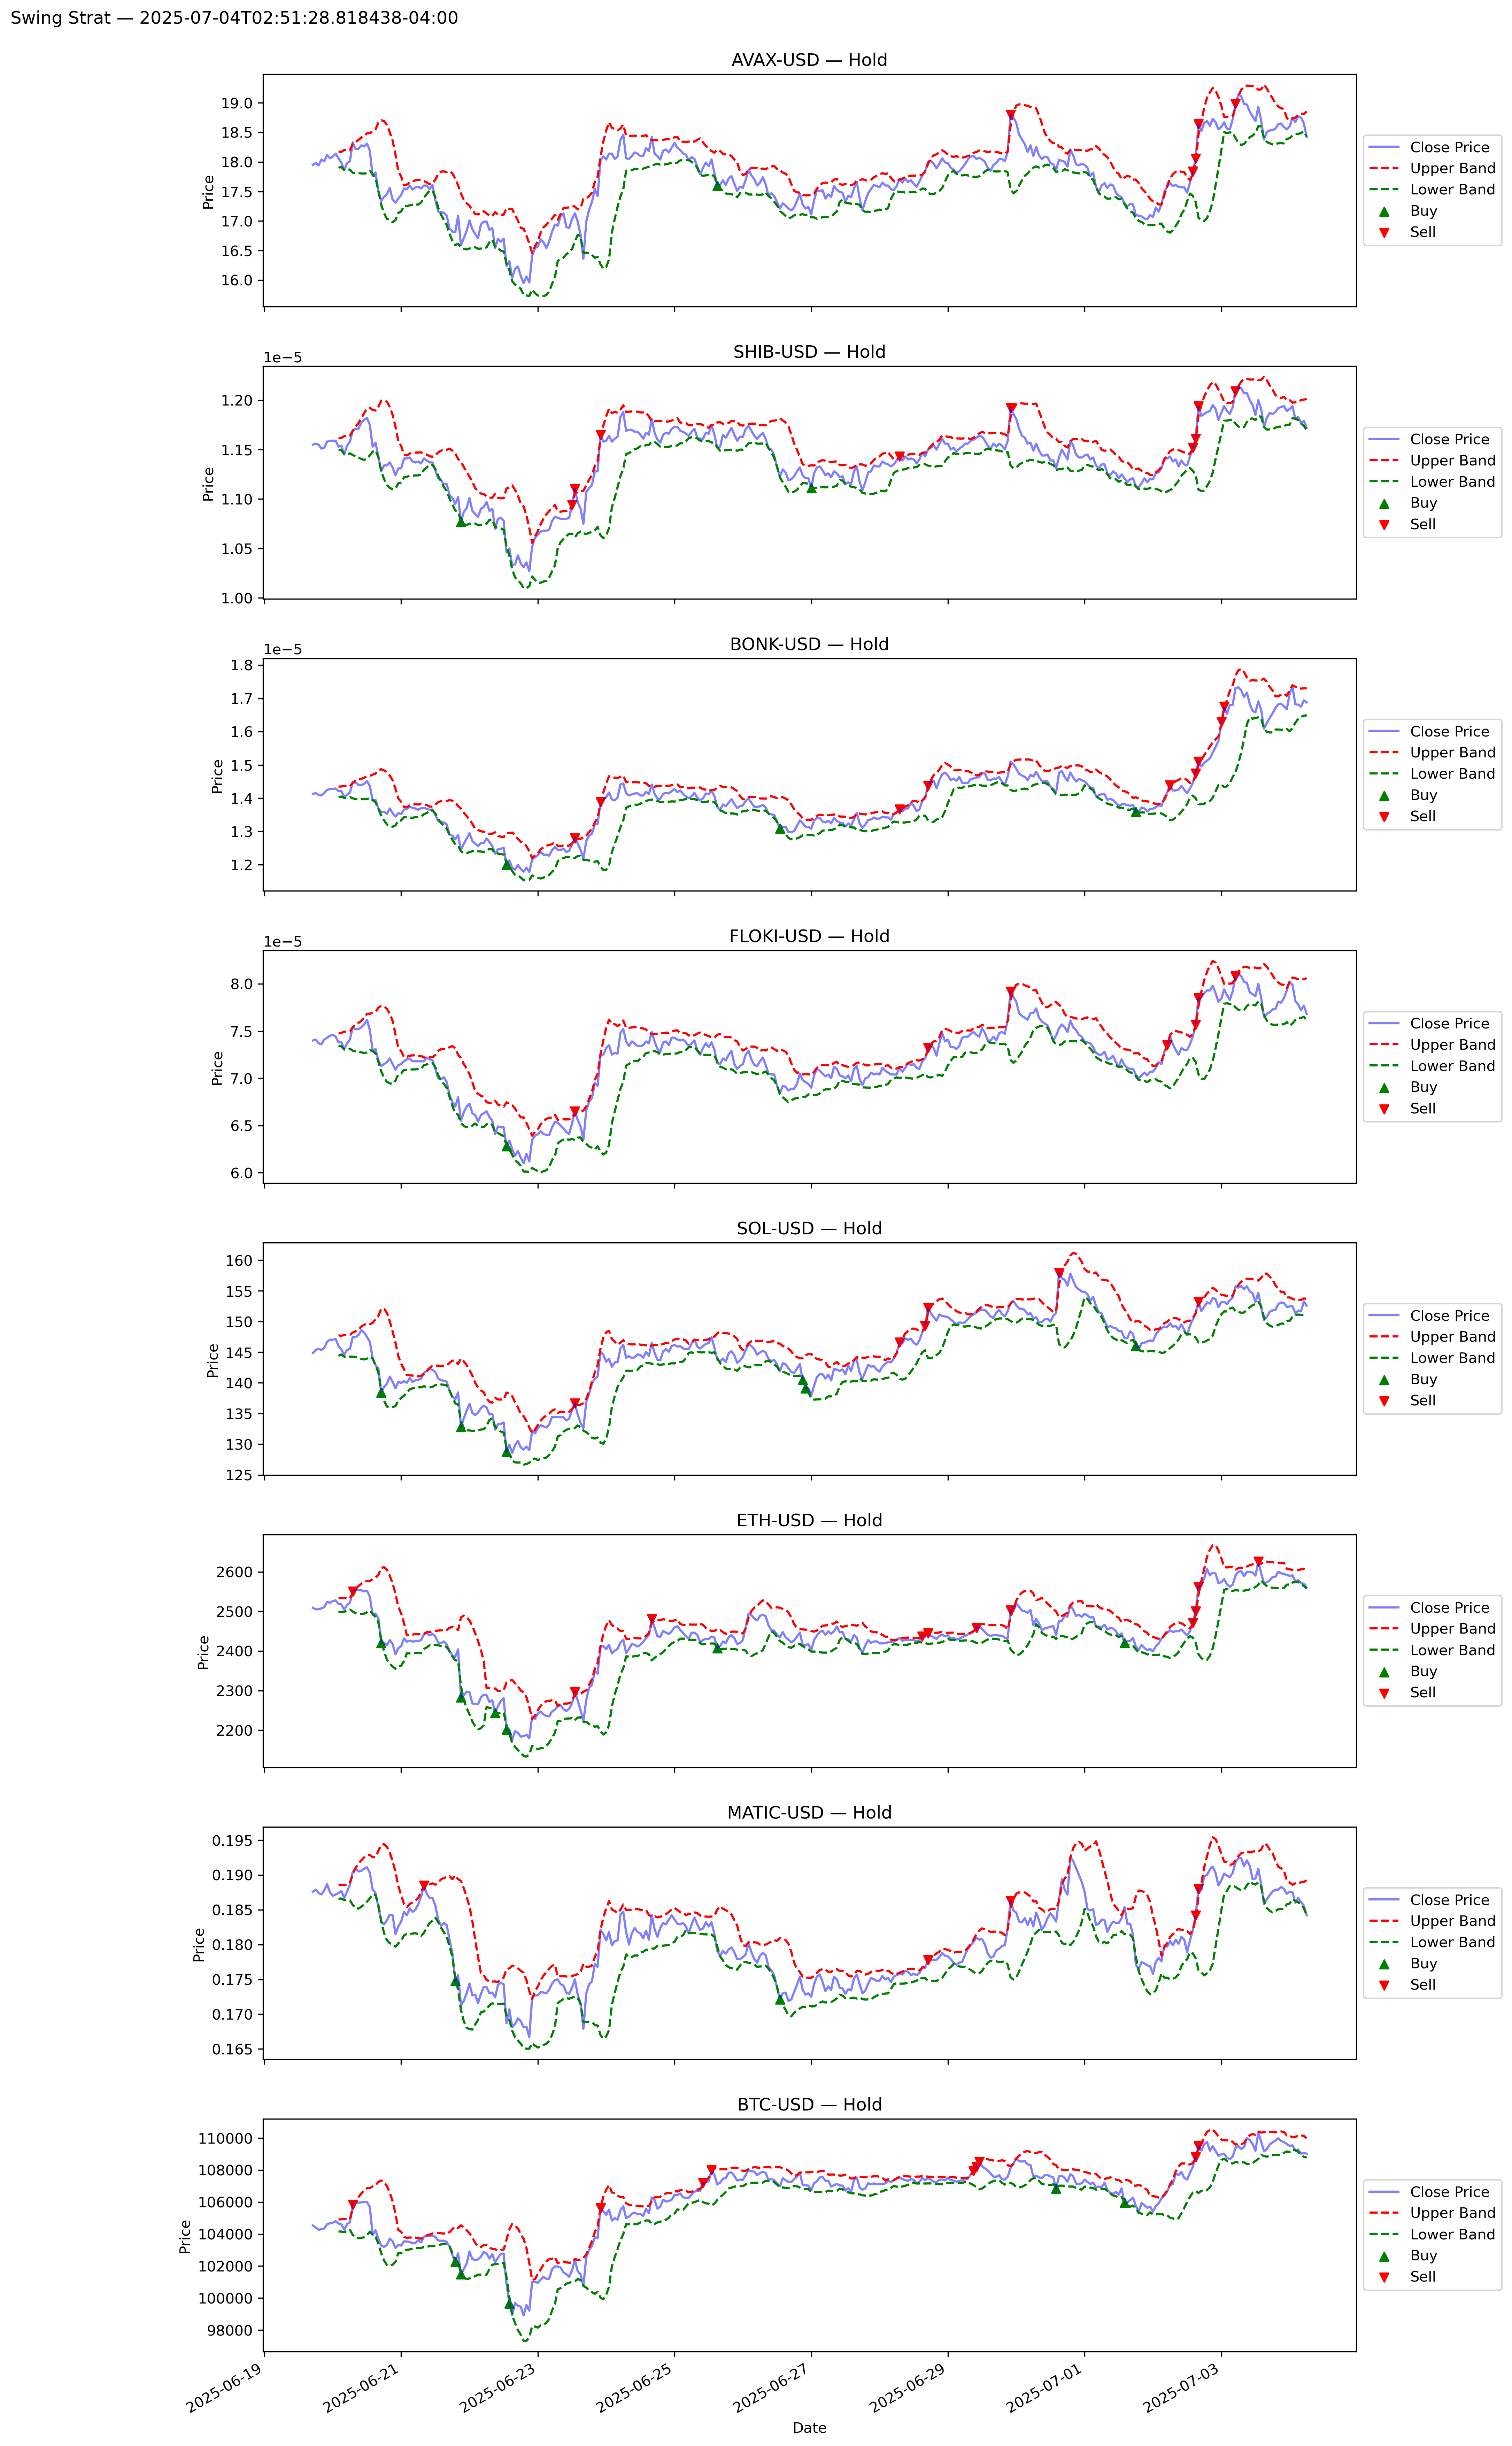 Swing Strat — 2025-07-04T02:51:28.818438-04:00
AVAX-USD — Hold
19.0
18.5
18.0
17.5
17.0
16.5
16.0
Price
Close Price
Upper Band
Lower Band
Buy
Sell
SHIB-USD — Hold
1e−5
1.20
1.15
1.10
1.05
1.00
Price
Close Price
Upper Band
Lower Band
Buy
Sell
BONK-USD — Hold
1e−5
1.8
1.7
1.6
1.5
1.4
1.3
1.2
Price
Close Price
Upper Band
Lower Band
Buy
Sell
FLOKI-USD — Hold
1e−5
8.0
7.5
7.0
6.5
6.0
Price
Close Price
Upper Band
Lower Band
Buy
Sell
SOL-USD — Hold
160
155
150
145
140
135
130
125
Price
Close Price
Upper Band
Lower Band
Buy
Sell
ETH-USD — Hold
2600
2500
2400
2300
2200
Price
Close Price
Upper Band
Lower Band
Buy
Sell
MATIC-USD — Hold
0.195
0.190
0.185
0.180
0.175
0.170
0.165
Price
Close Price
Upper Band
Lower Band
Buy
Sell
BTC-USD — Hold
110000
108000
106000
104000
102000
100000
98000
Price
Close Price
Upper Band
Lower Band
Buy
Sell
2025-06-19
2025-06-21
2025-06-23
2025-06-25
2025-06-27
2025-06-29
2025-07-01
2025-07-03
Date